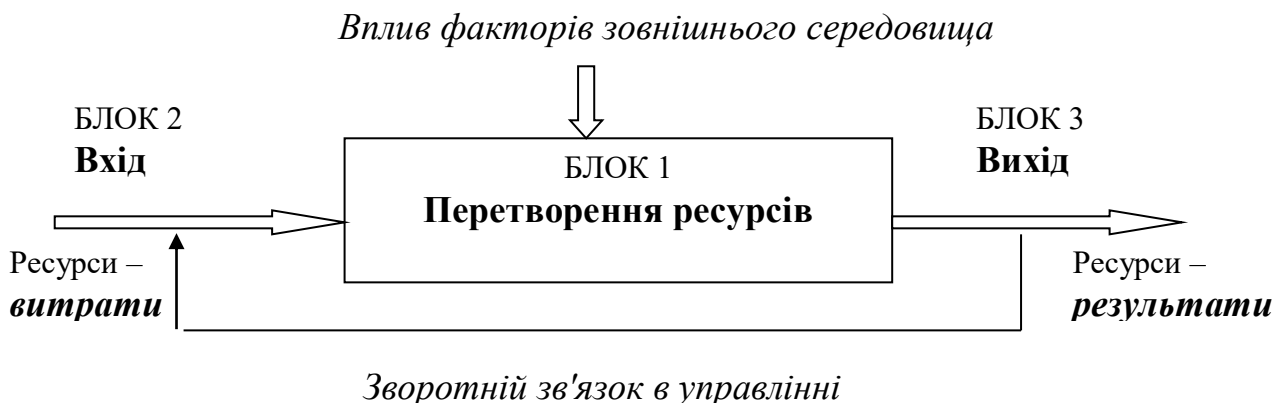 Вплив факторів зовнішнього середовища
БЛОК 2
Вхід
БЛОК 1
Перетворення ресурсів
БЛОК 3
Вихід
Ресурси –
витрати
Ресурси –
результати
Зворотній зв'язок в управлінні